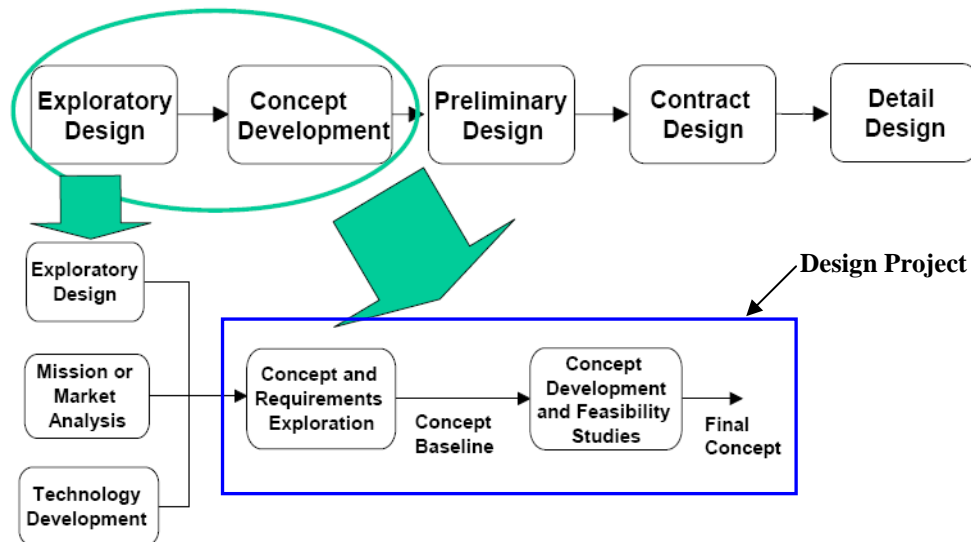 Exploratory
Design
Concept
Development
Preliminary
Design
Contract
Design
Detail
Design
Exploratory
Design
Design Project
Mission or
Market
Analysis
Concept and
Requirements
Exploration
Concept
Baseline
Concept
Development
and Feasibility
Studies
Final
Concept
Technology
Development